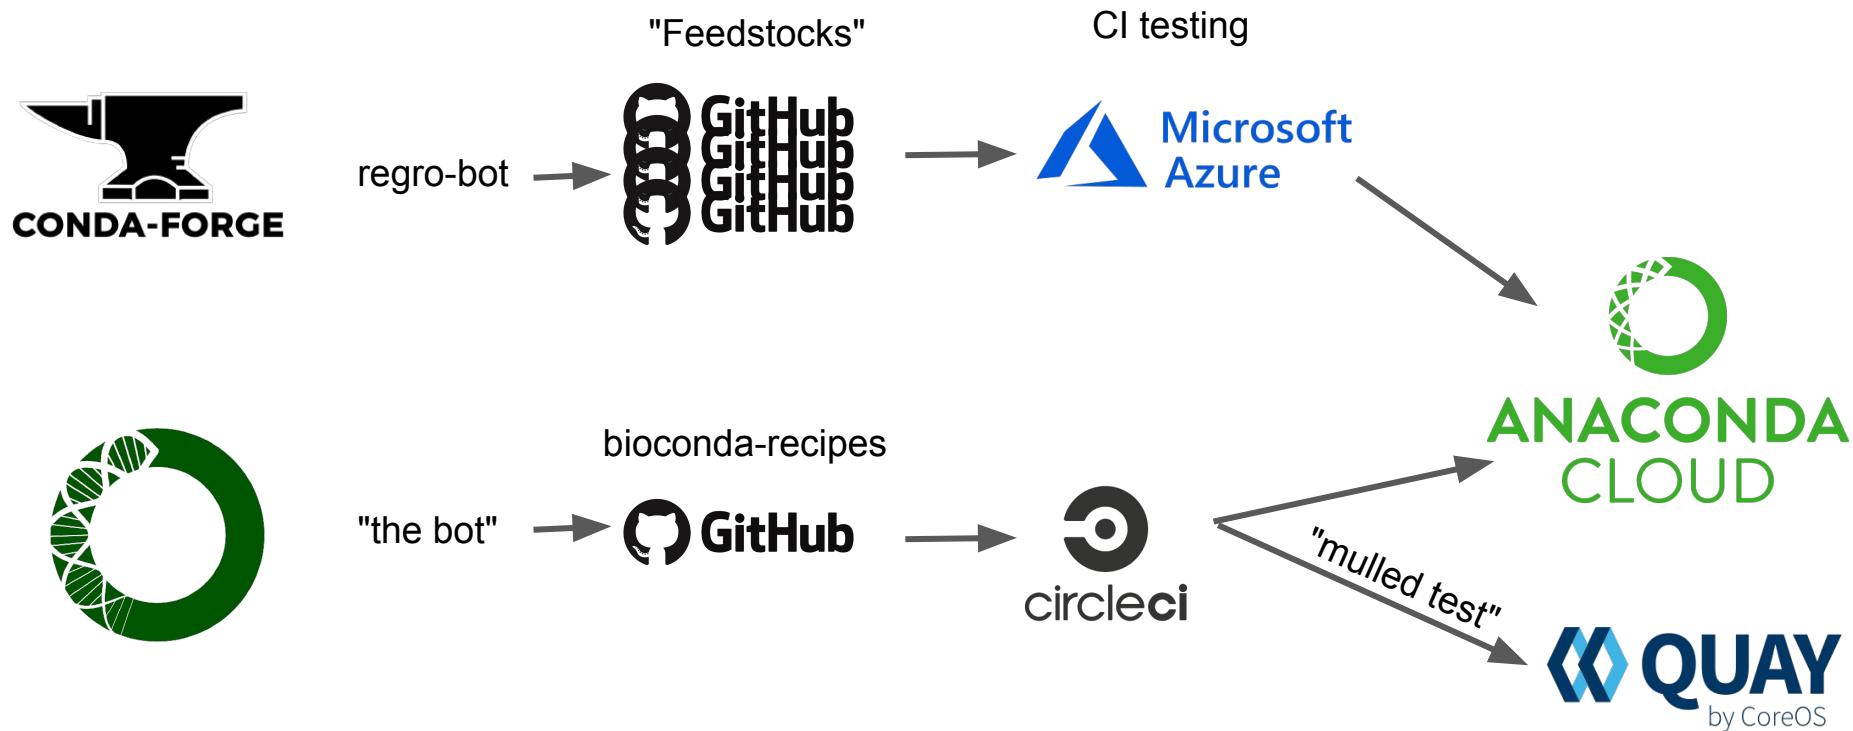 "Feedstocks"
CI testing
CONDA-FORGE
regro-bot
GitHub
GitHub
GitHub
GitHub
Microsoft
Azure
ANACONDA
CLOUD
bioconda-recipes
"the bot"
GitHub
circleci
"mulled test"
QUAY
by CoreOS